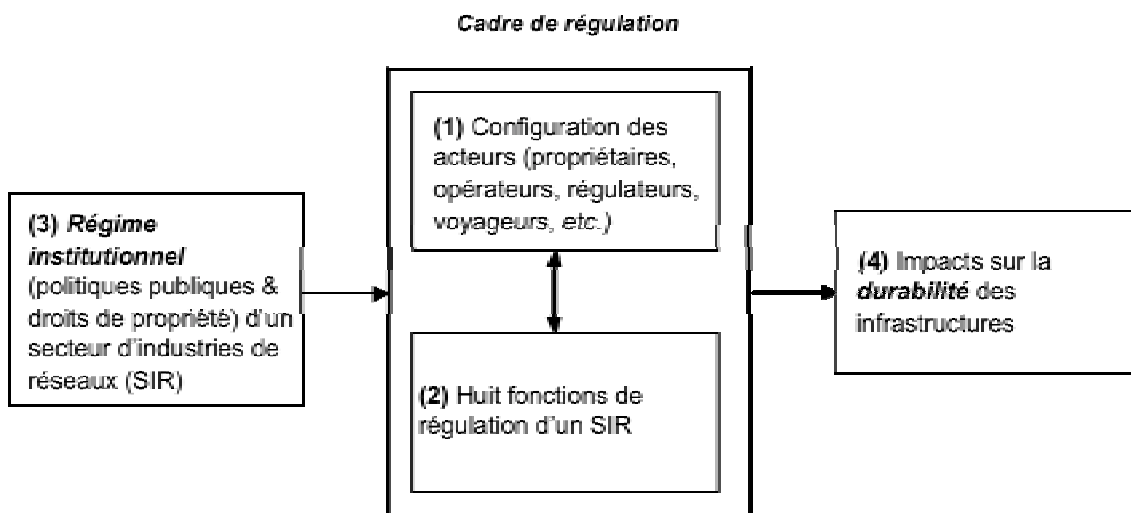 Cadre de régulation
(1) Configuration des
acteurs (propriétaires,
opérateurs, régulateurs,
voyageurs, etc.)
(3) Régime
institutionnel
(politiques publiques &
droits de propriété) d'un
secteur d'industries de
réseaux (SIR)
(4) Impacts sur la
durabilité des
infrastructures
(2) Huit fonctions de
régulation d'un SIR